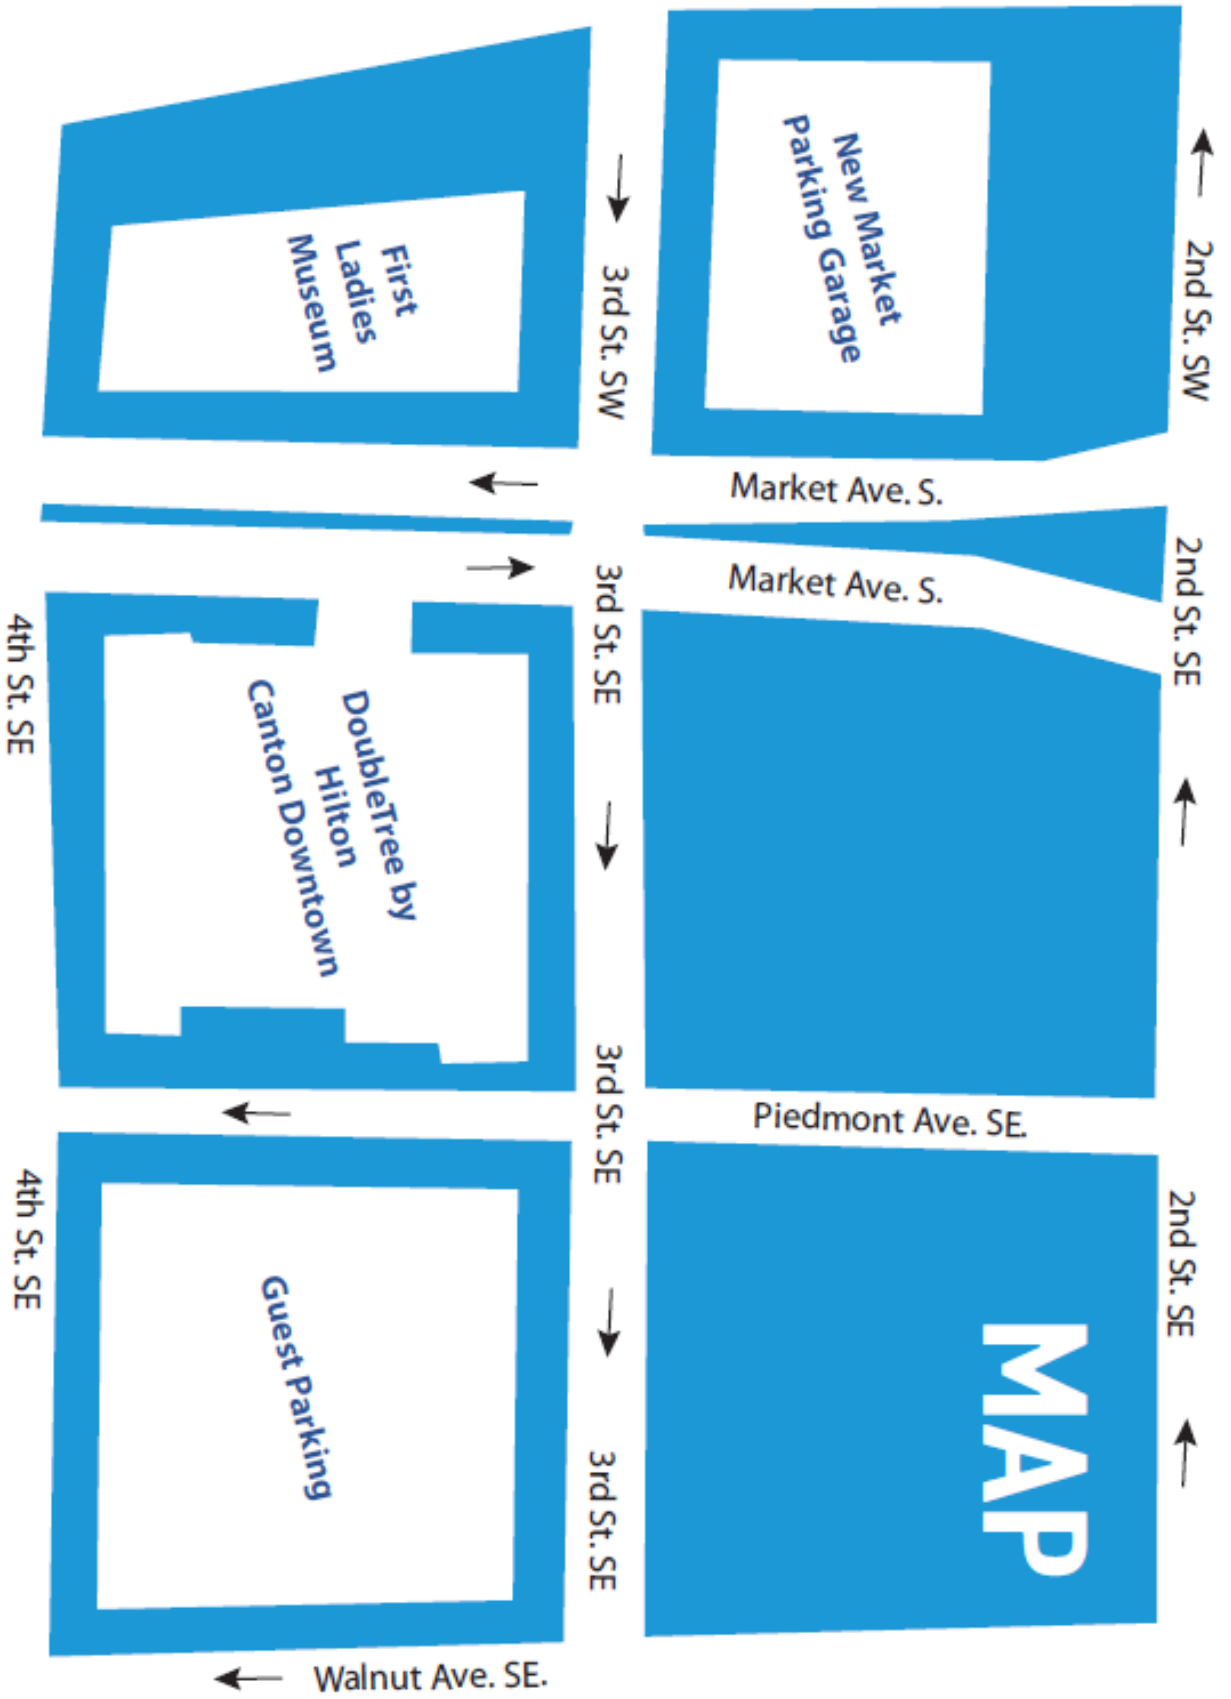 New Market
Parking Garage
2nd St. SW
First
Ladies
Museum
3rd St. SW
Market Ave. S.
Market Ave. S.
2nd St. SE
3rd St. SE
4th St. SE
DoubleTree by
Hilton
Canton Downtown
3rd St. SE
Piedmont Ave. SE.
2nd St. SE
4th St. SE
Guest Parking
MAP
3rd St. SE
Walnut Ave. SE.